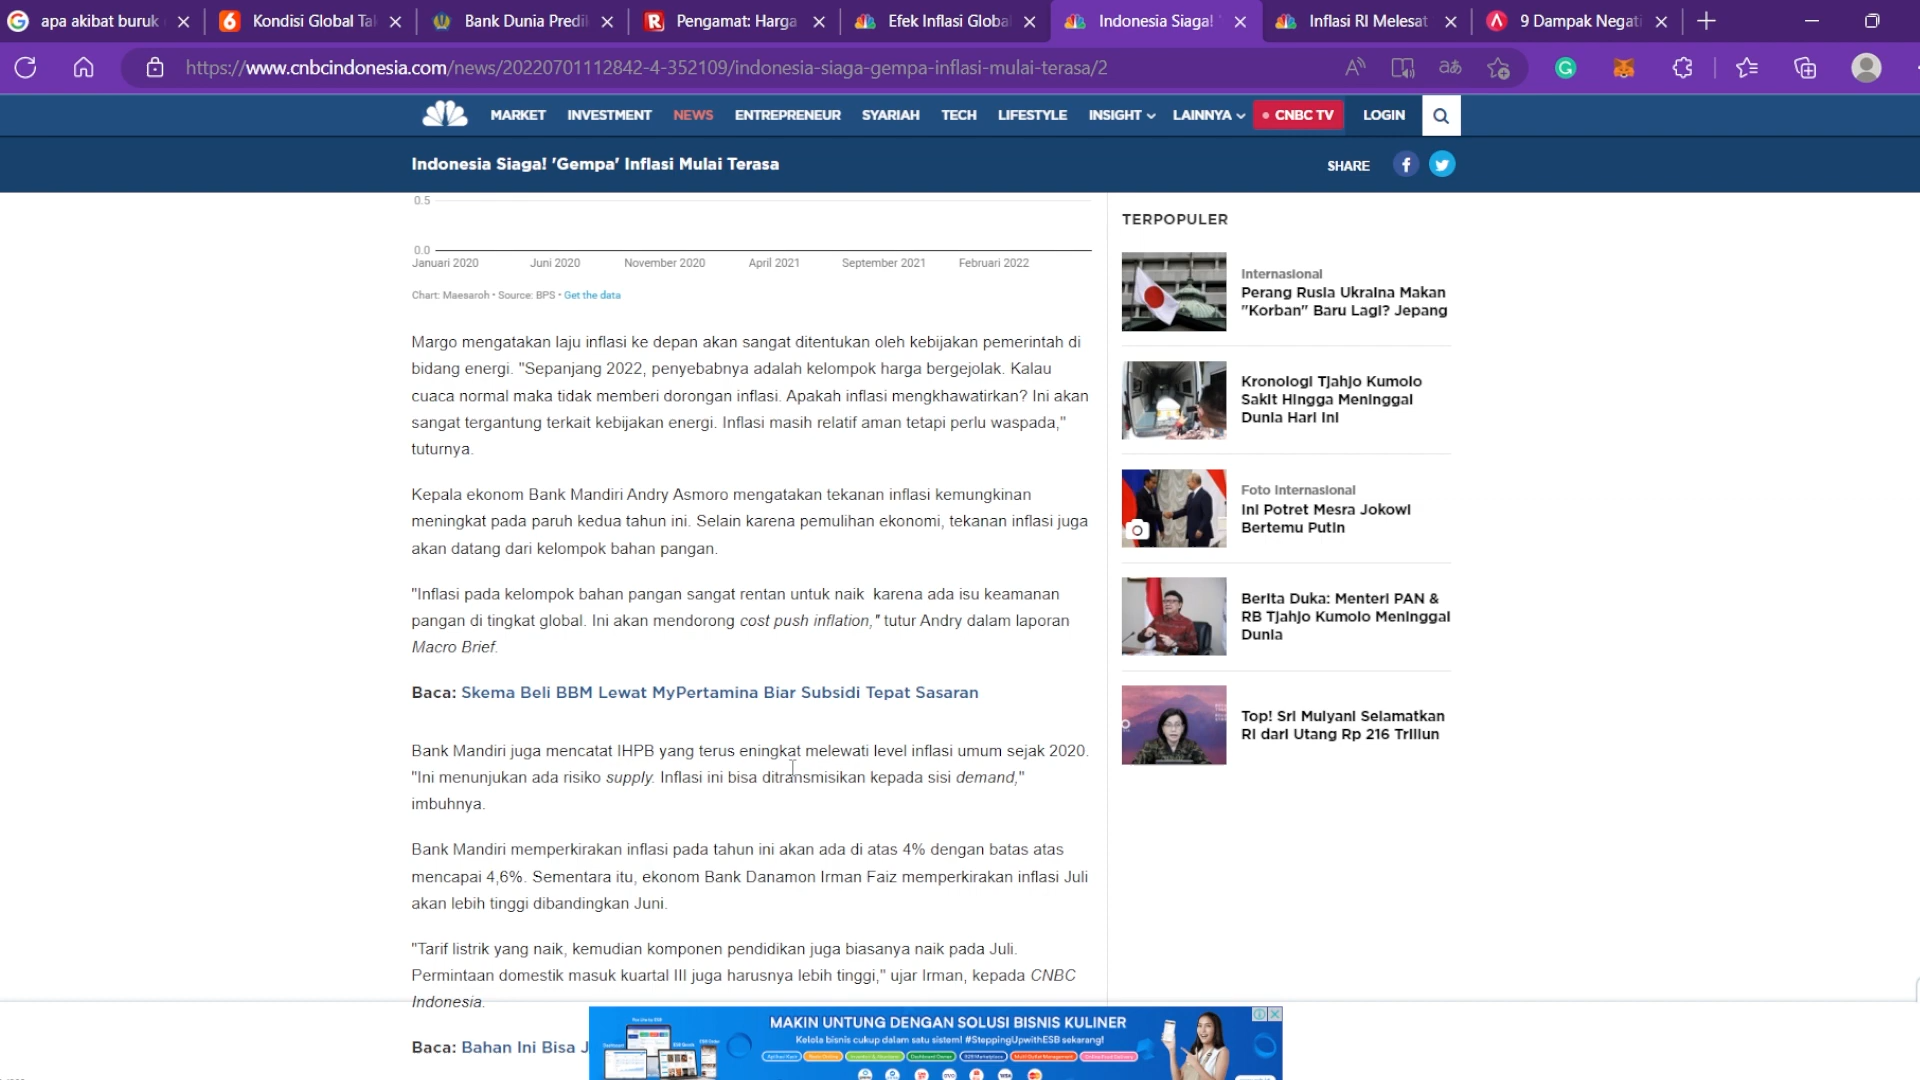 apa akibat buruk
Kondisi Global Ta
Bank Dunia Predi
Pengamat: Harga
Efek Inflasi Globa
Indonesia Siaga!
Inflasi RI Melesat
9 Dampak Negati
https://www.cnbcindonesia.com/news/20220701112842-4-352109/indonesia-siaga-gempa-inflasi-mulai-terasa/2
MARKET INVESTMENT NEWS ENTREPRENEUR SYARIAH TECH LIFESTYLE INSIGHT LAINNYA CNBC TV LOGIN
Indonesia Siaga! 'Gempa' Inflasi Mulai Terasa
SHARE
0.5
0.0
Januari 2020 Juni 2020 November 2020 April 2021 September 2021 Februari 2022
Chart: Maesaroh • Source: BPS • Get the data
Margo mengatakan laju inflasi ke depan akan sangat ditentukan oleh kebijakan pemerintah di
bidang energi. "Sepanjang 2022, penyebabnya adalah kelompok harga bergejolak. Kalau
cuaca normal maka tidak memberi dorongan inflasi. Apakah inflasi mengkhawatirkan? Ini akan
sangat tergantung terkait kebijakan energi. Inflasi masih relatif aman tetapi perlu waspada,"
tuturnya.
Kepala ekonom Bank Mandiri Andry Asmoro mengatakan tekanan inflasi kemungkinan
meningkat pada paruh kedua tahun ini. Selain karena pemulihan ekonomi, tekanan inflasi juga
akan datang dari kelompok bahan pangan.
"Inflasi pada kelompok bahan pangan sangat rentan untuk naik karena ada isu keamanan
pangan di tingkat global. Ini akan mendorong cost push inflation," tutur Andry dalam laporan
Macro Brief.
Baca: Skema Beli BBM Lewat MyPertamina Biar Subsidi Tepat Sasaran
Bank Mandiri juga mencatat IHPB yang terus eningkat melewati level inflasi umum sejak 2020.
"Ini menunjukan ada risiko supply. Inflasi ini bisa ditransmisikan kepada sisi demand,"
imbuhnya.
Bank Mandiri memperkirakan inflasi pada tahun ini akan ada di atas 4% dengan batas atas
mencapai 4,6%. Sementara itu, ekonom Bank Danamon Irman Faiz memperkirakan inflasi Juli
akan lebih tinggi dibandingkan Juni.
"Tarif listrik yang naik, kemudian komponen pendidikan juga biasanya naik pada Juli.
Permintaan domestik masuk kuartal III juga harusnya lebih tinggi," ujar Irman, kepada CNBC
Indonesia.
Baca: Bahan Ini Bisa J
TERPOPULER
Internasional
Perang Rusia Ukraina Makan
"Korban" Baru Lagi? Jepang
Kronologi Tjahjo Kumolo
Sakit Hingga Meninggal
Dunia Hari Ini
Foto Internasional
Ini Potret Mesra Jokowi
Bertemu Putin
Berita Duka: Menteri PAN &
RB Tjahjo Kumolo Meninggal
Dunia
Top! Sri Mulyani Selamatkan
RI dari Utang Rp 216 Triliun
MAKIN UNTUNG DENGAN SOLUSI BISNIS KULINER
Kelola bisnis cukup dalam satu sistem! #SteppingUpwithESB sekarang!